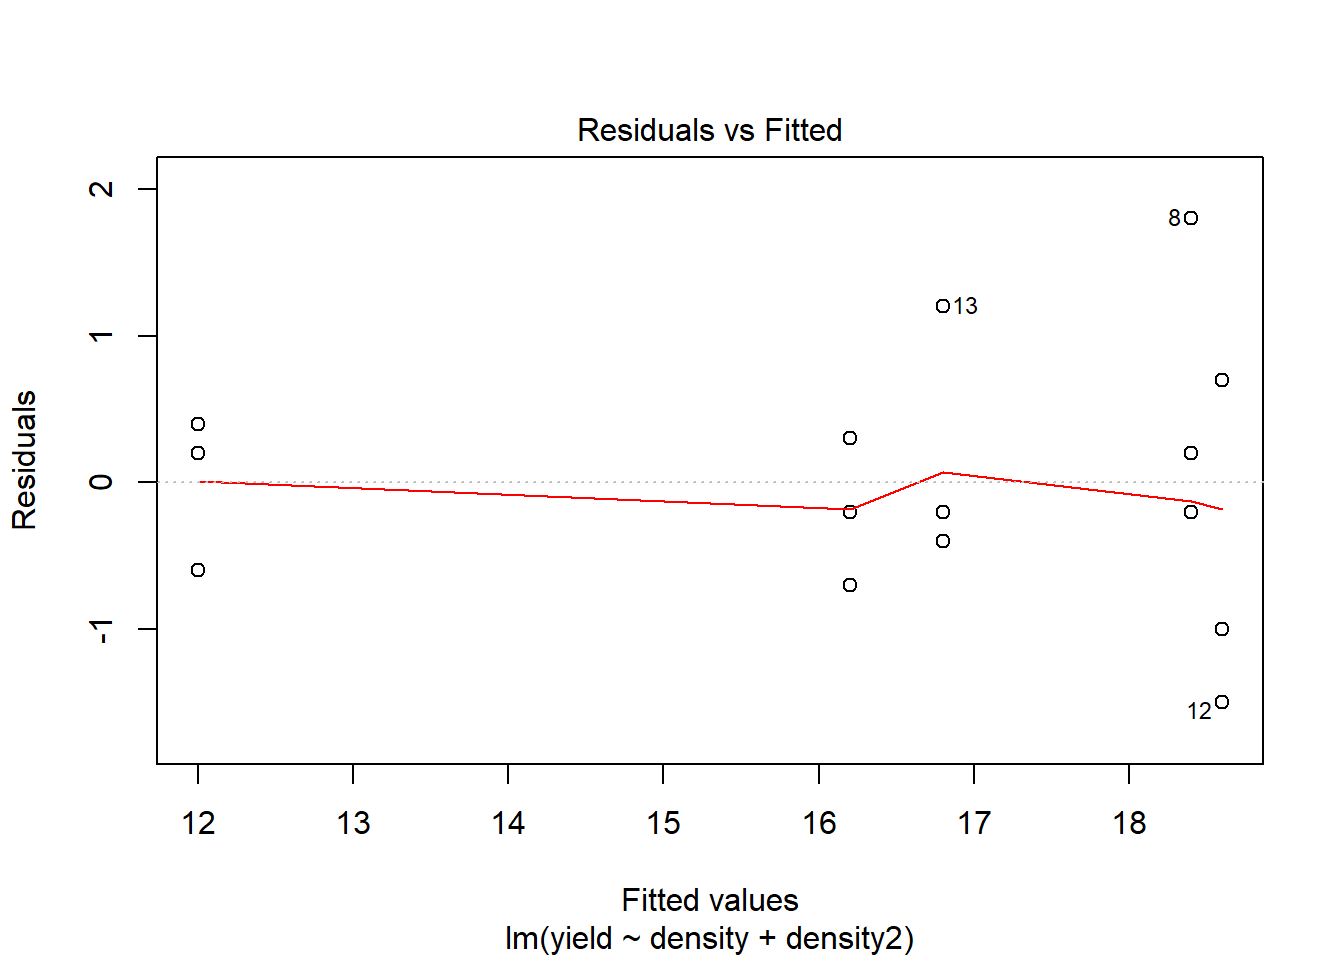 Residuals vs Fitted
Residuals
2
1
0
-1
8
13
12
12 13 14 15 16 17 18
Fitted values
lm(yield ~ density + density2)